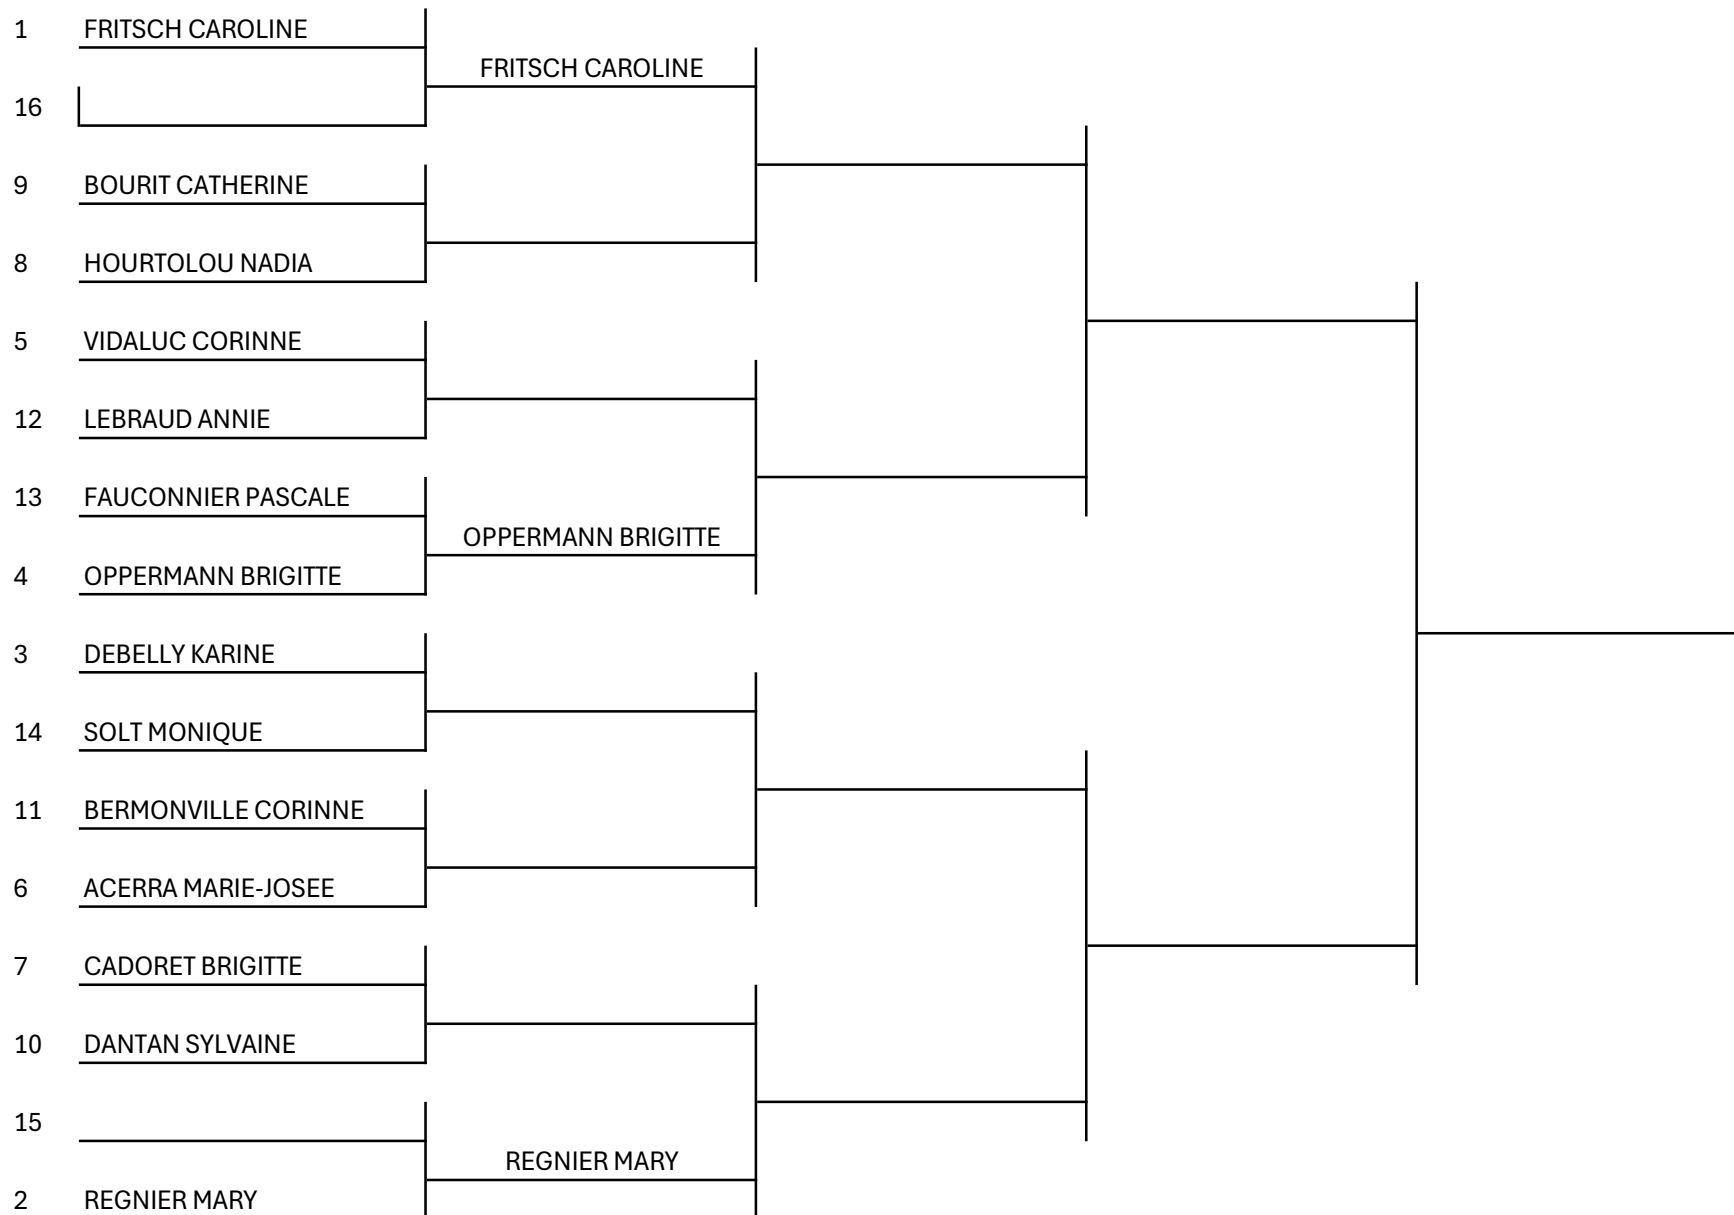 1 FRITSCH CAROLINE
FRITSCH CAROLINE
16
9 BOURIT CATHERINE
8 HOURTOLOU NADIA
5 VIDALUC CORINNE
12 LEBRAUD ANNIE
13 FAUCONNIER PASCALE
OPPERMANN BRIGITTE
4 OPPERMANN BRIGITTE
3 DEBELLY KARINE
14 SOLT MONIQUE
11 BERMONVILLE CORINNE
6 ACERRA MARIE-JOSEE
7 CADORET BRIGITTE
10 DANTAN SYLVAINE
15
REGNIER MARY
2 REGNIER MARY